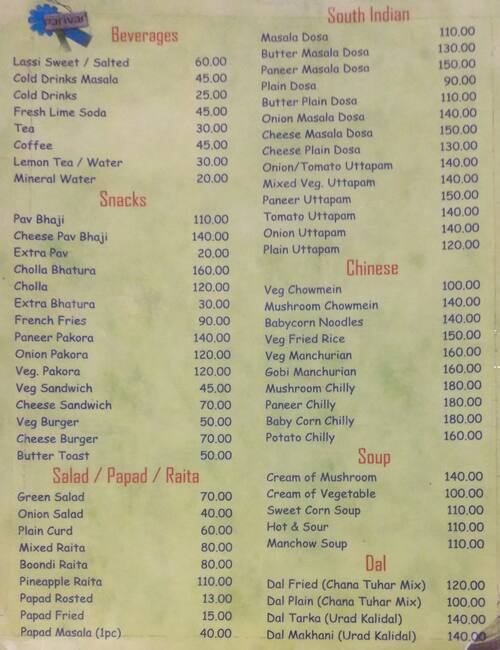 Parivar
Beverages
Lassi Sweet / Salted 60.00
Cold Drinks Masala 45.00
Cold Drinks 25.00
Fresh Lime Soda 45.00
Tea 30.00
Coffee 45.00
Lemon Tea / Water 30.00
Mineral Water 20.00
Snacks
Pav Bhaji 110.00
Cheese Pav Bhaji 140.00
Extra Pav 20.00
Cholla Bhatura 160.00
Cholla 120.00
Extra Bhatura 30.00
French Fries 90.00
Paneer Pakora 140.00
Onion Pakora 120.00
Veg. Pakora 120.00
Veg Sandwich 45.00
Cheese Sandwich 70.00
Veg Burger 50.00
Cheese Burger 70.00
Butter Toast 50.00
Salad / Papad / Raita
Green Salad 70.00
Onion Salad 40.00
Plain Curd 60.00
Mixed Raita 80.00
Boondi Raita 80.00
Pineapple Raita 110.00
Papad Rosted 13.00
Papad Fried 15.00
Papad Masala (1pc) 40.00
South Indian
Masala Dosa 110.00
Butter Masala Dosa 130.00
Paneer Masala Dosa 150.00
Plain Dosa 90.00
Butter Plain Dosa 110.00
Onion Masala Dosa 140.00
Cheese Masala Dosa 150.00
Cheese Plain Dosa 130.00
Onion/Tomato Uttapam 140.00
Mixed Veg. Uttapam 140.00
Paneer Uttapam 150.00
Tomato Uttapam 140.00
Onion Uttapam 140.00
Plain Uttapam 120.00
Chinese
Veg Chowmein 100.00
Mushroom Chowmein 140.00
Babycorn Noodles 140.00
Veg Fried Rice 150.00
Veg Manchurian 160.00
Gobi Manchurian 160.00
Mushroom Chilly 180.00
Paneer Chilly 180.00
Baby Corn Chilly 180.00
Potato Chilly 160.00
Soup
Cream of Mushroom 140.00
Cream of Vegetable 100.00
Sweet Corn Soup 110.00
Hot & Sour 110.00
Manchow Soup 110.00
Dal
Dal Fried (Chana Tuhar Mix) 120.00
Dal Plain (Chana Tuhar Mix) 100.00
Dal Tarka (Urad Kalidal) 140.00
Dal Makhani (Urad Kalidal) 140.00